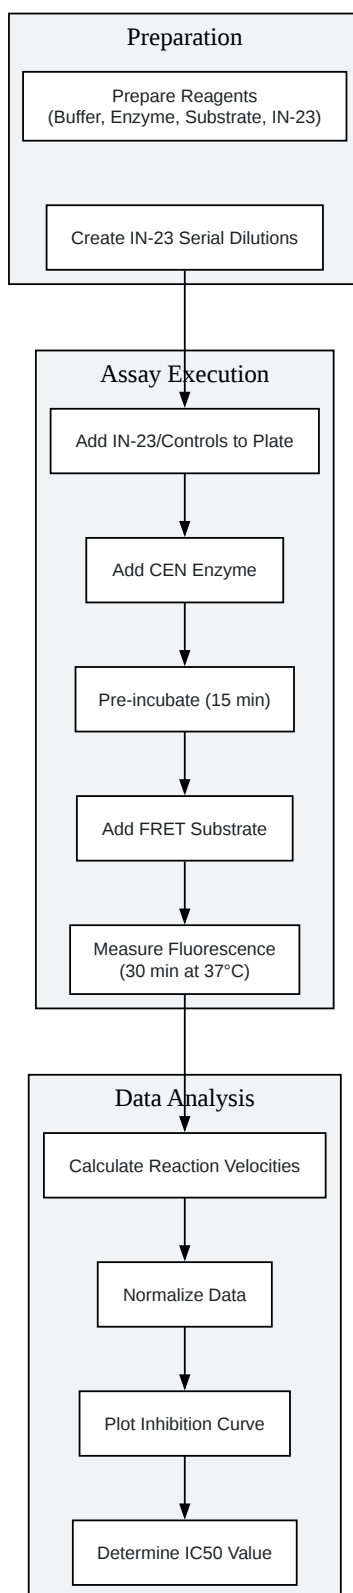 Preparation
Prepare Reagents
(Buffer, Enzyme, Substrate, IN-23)
Create IN-23 Serial Dilutions
Assay Execution
Add IN-23/Controls to Plate
Add CEN Enzyme
Pre-incubate (15 min)
Add FRET Substrate
Measure Fluorescence
(30 min at 37°C)
Data Analysis
Calculate Reaction Velocities
Normalize Data
Plot Inhibition Curve
Determine IC50 Value